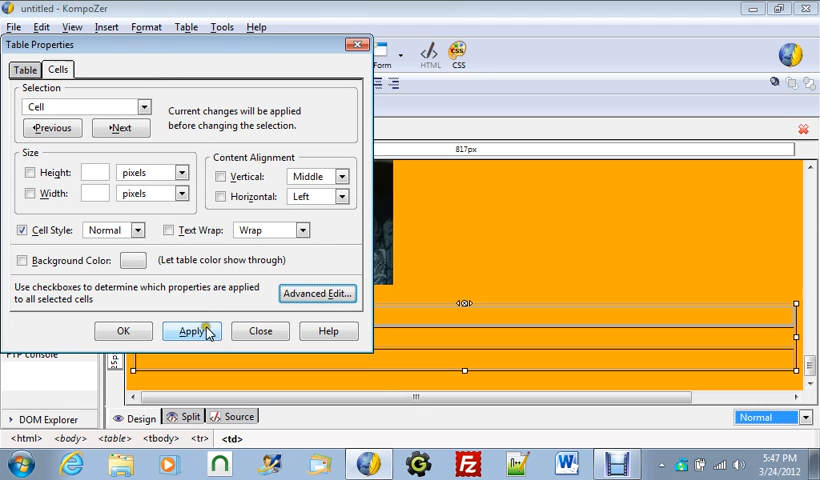 untitled - KompoZer
File Edit View Insert Format Table Tools Help
Table Properties
Form HTML CSS
Table Cells
Selection
Cell
Current changes will be applied
before changing the selection.
Previous Next
817px
Size
Content Alignment
Height: pixels
Vertical: Middle
Width: pixels
Horizontal: Left
Cell Style: Normal Text Wrap: Wrap
Background Color: (Let table color show through)
Use checkboxes to determine which properties are applied
to all selected cells
Advanced Edit...
OK Apply Close Help
FTP console
DOM Explorer
Design Split Source
Normal
<html> <body> <table> <tbody> <tr> <td>
5:47 PM
3/24/2012